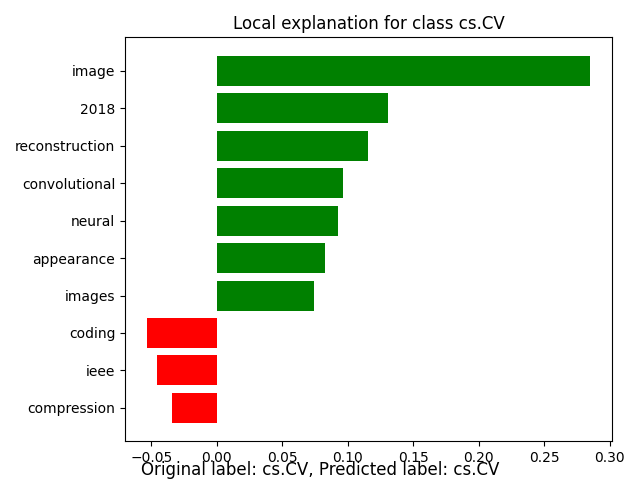 Local explanation for class cs.CV
image
2018
reconstruction
convolutional
neural
appearance
images
coding
ieee
compression
−0.05 0.00 0.05 0.10 0.15 0.20 0.25 0.30
Original label: cs.CV, Predicted label: cs.CV